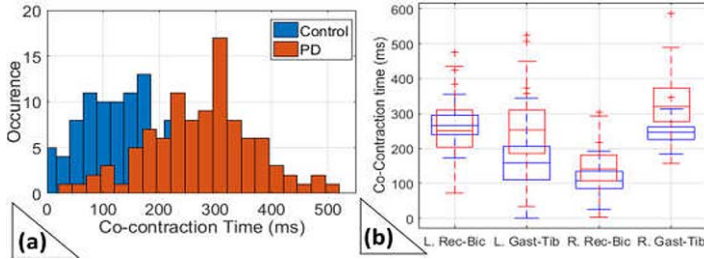 20
15
10
5
0
Occurence
0 100 200 300 400 500
Co-contraction Time (ms)
Control
PD
(a)
600
500
400
300
200
100
0
Co-Contraction time (ms)
L. Rec-Bic L. Gast-Tib R. Rec-Bic R. Gast-Tib
(b)